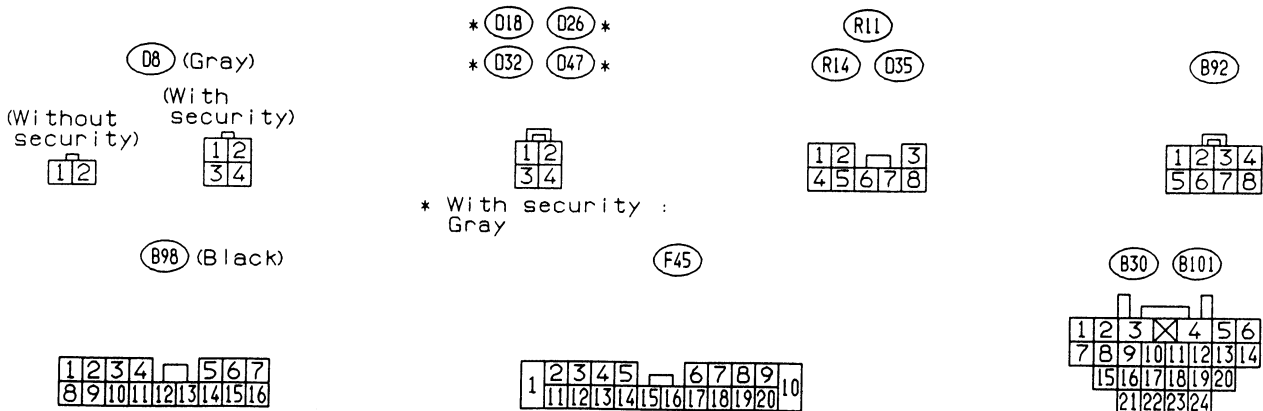 * D18 D26 *
R11
D8 (Gray)
* D32 D47 *
R14 D35
B92
(Without security)
(With security)
1 2
1 2
3 4
1 2
3 4
1 2 3
4 5 6 7 8
1 2 3 4
5 6 7 8
* With security :
Gray
B98 (Black)
F45
B30 B101
1 2 3 4 5 6 7
8 9 10 11 12 13 14 15 16
1 2 3 4 5 6 7 8 9 10
11 12 13 14 15 16 17 18 19 20
1 2 3 4 5 6
7 8 9 10 11 12 13 14
15 16 17 18 19 20
21 22 23 24